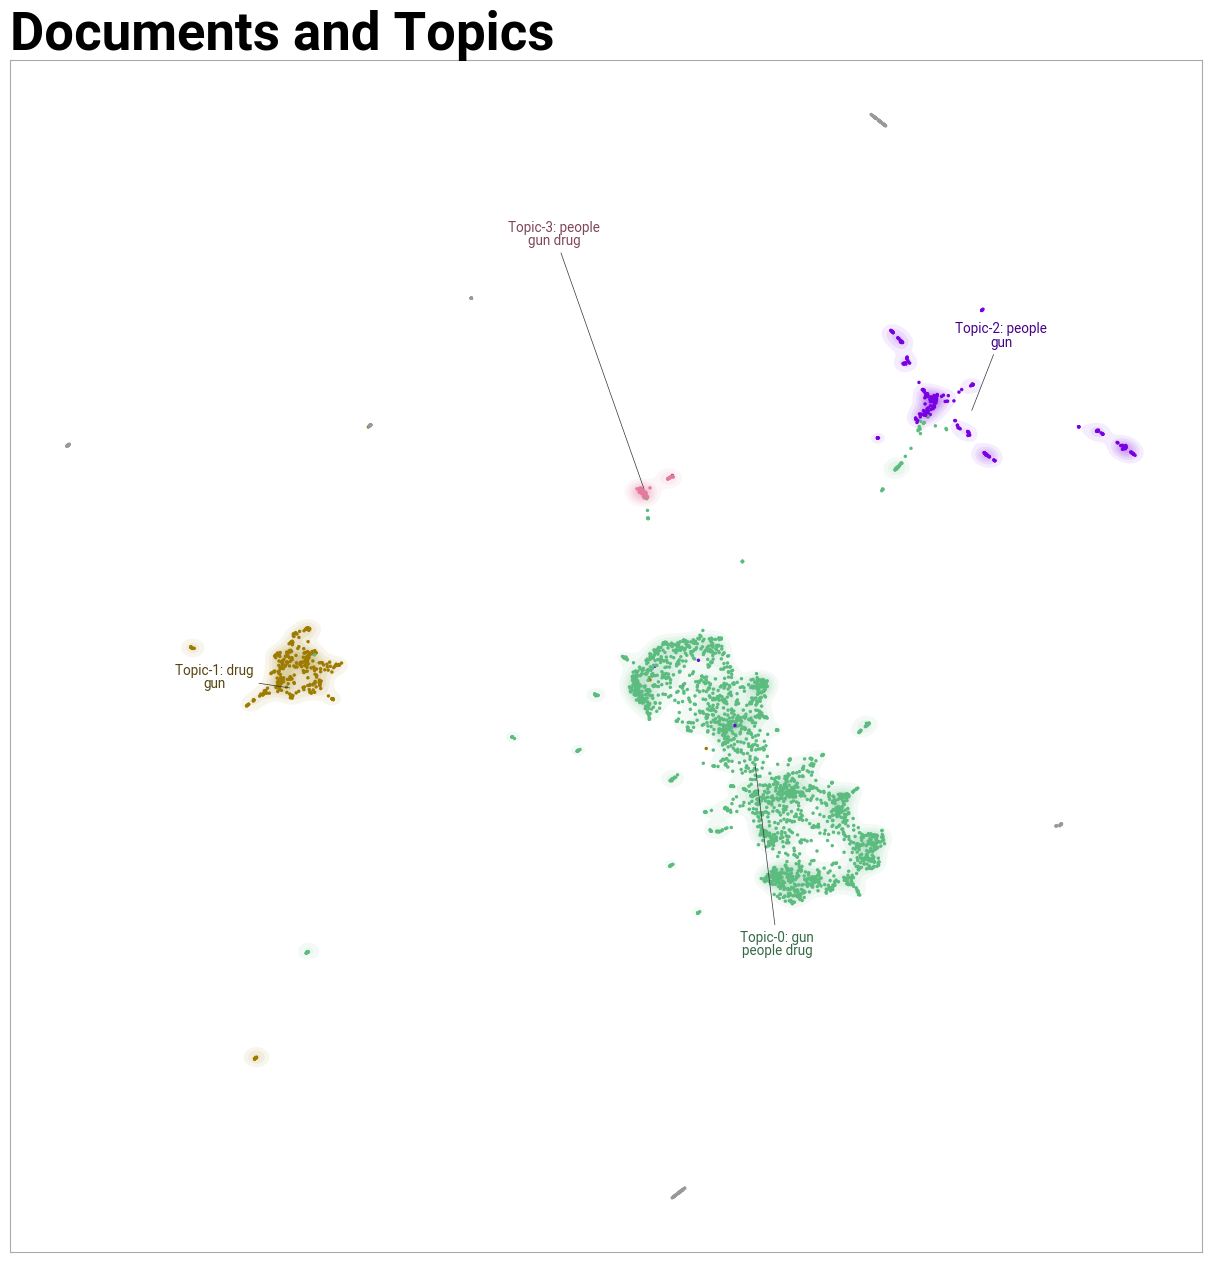 Documents and Topics
Topic-3: people
gun drug
Topic-2: people
gun
Topic-1: drug
gun
Topic-0: gun
people drug